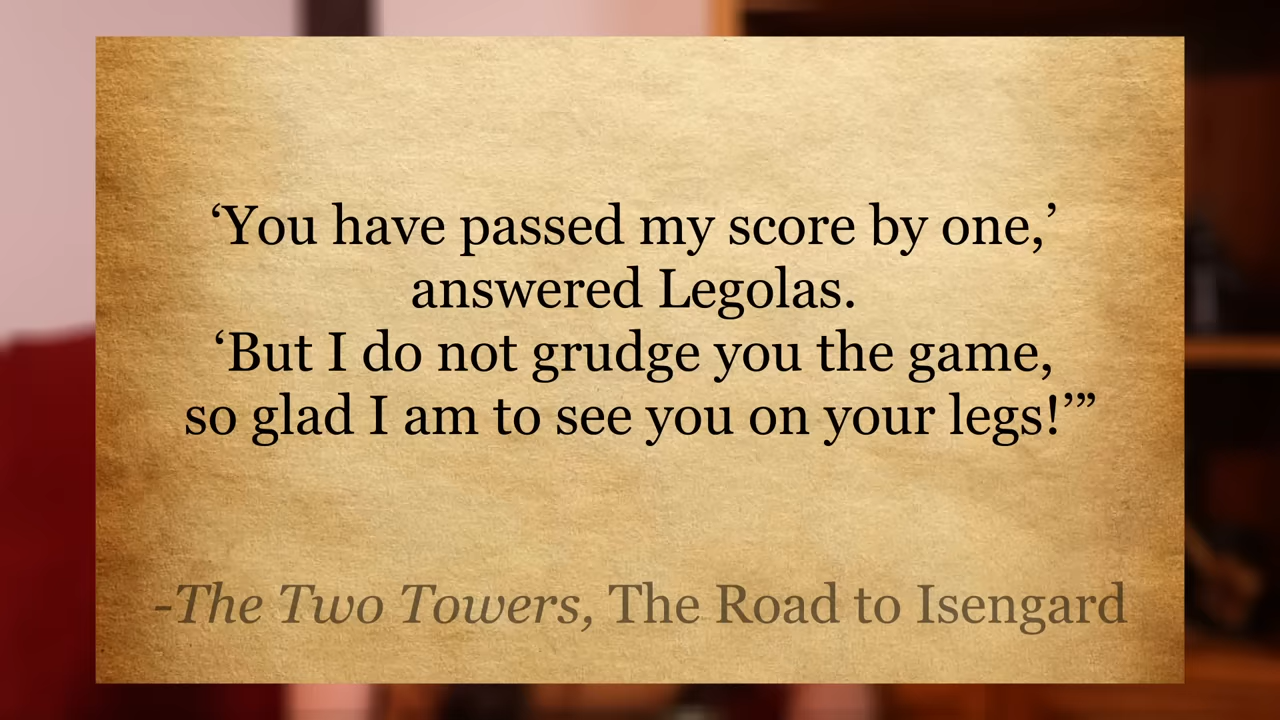 ‘You have passed my score by one,’
answered Legolas.
‘But I do not grudge you the game,
so glad I am to see you on your legs!’”
-The Two Towers, The Road to Isengard